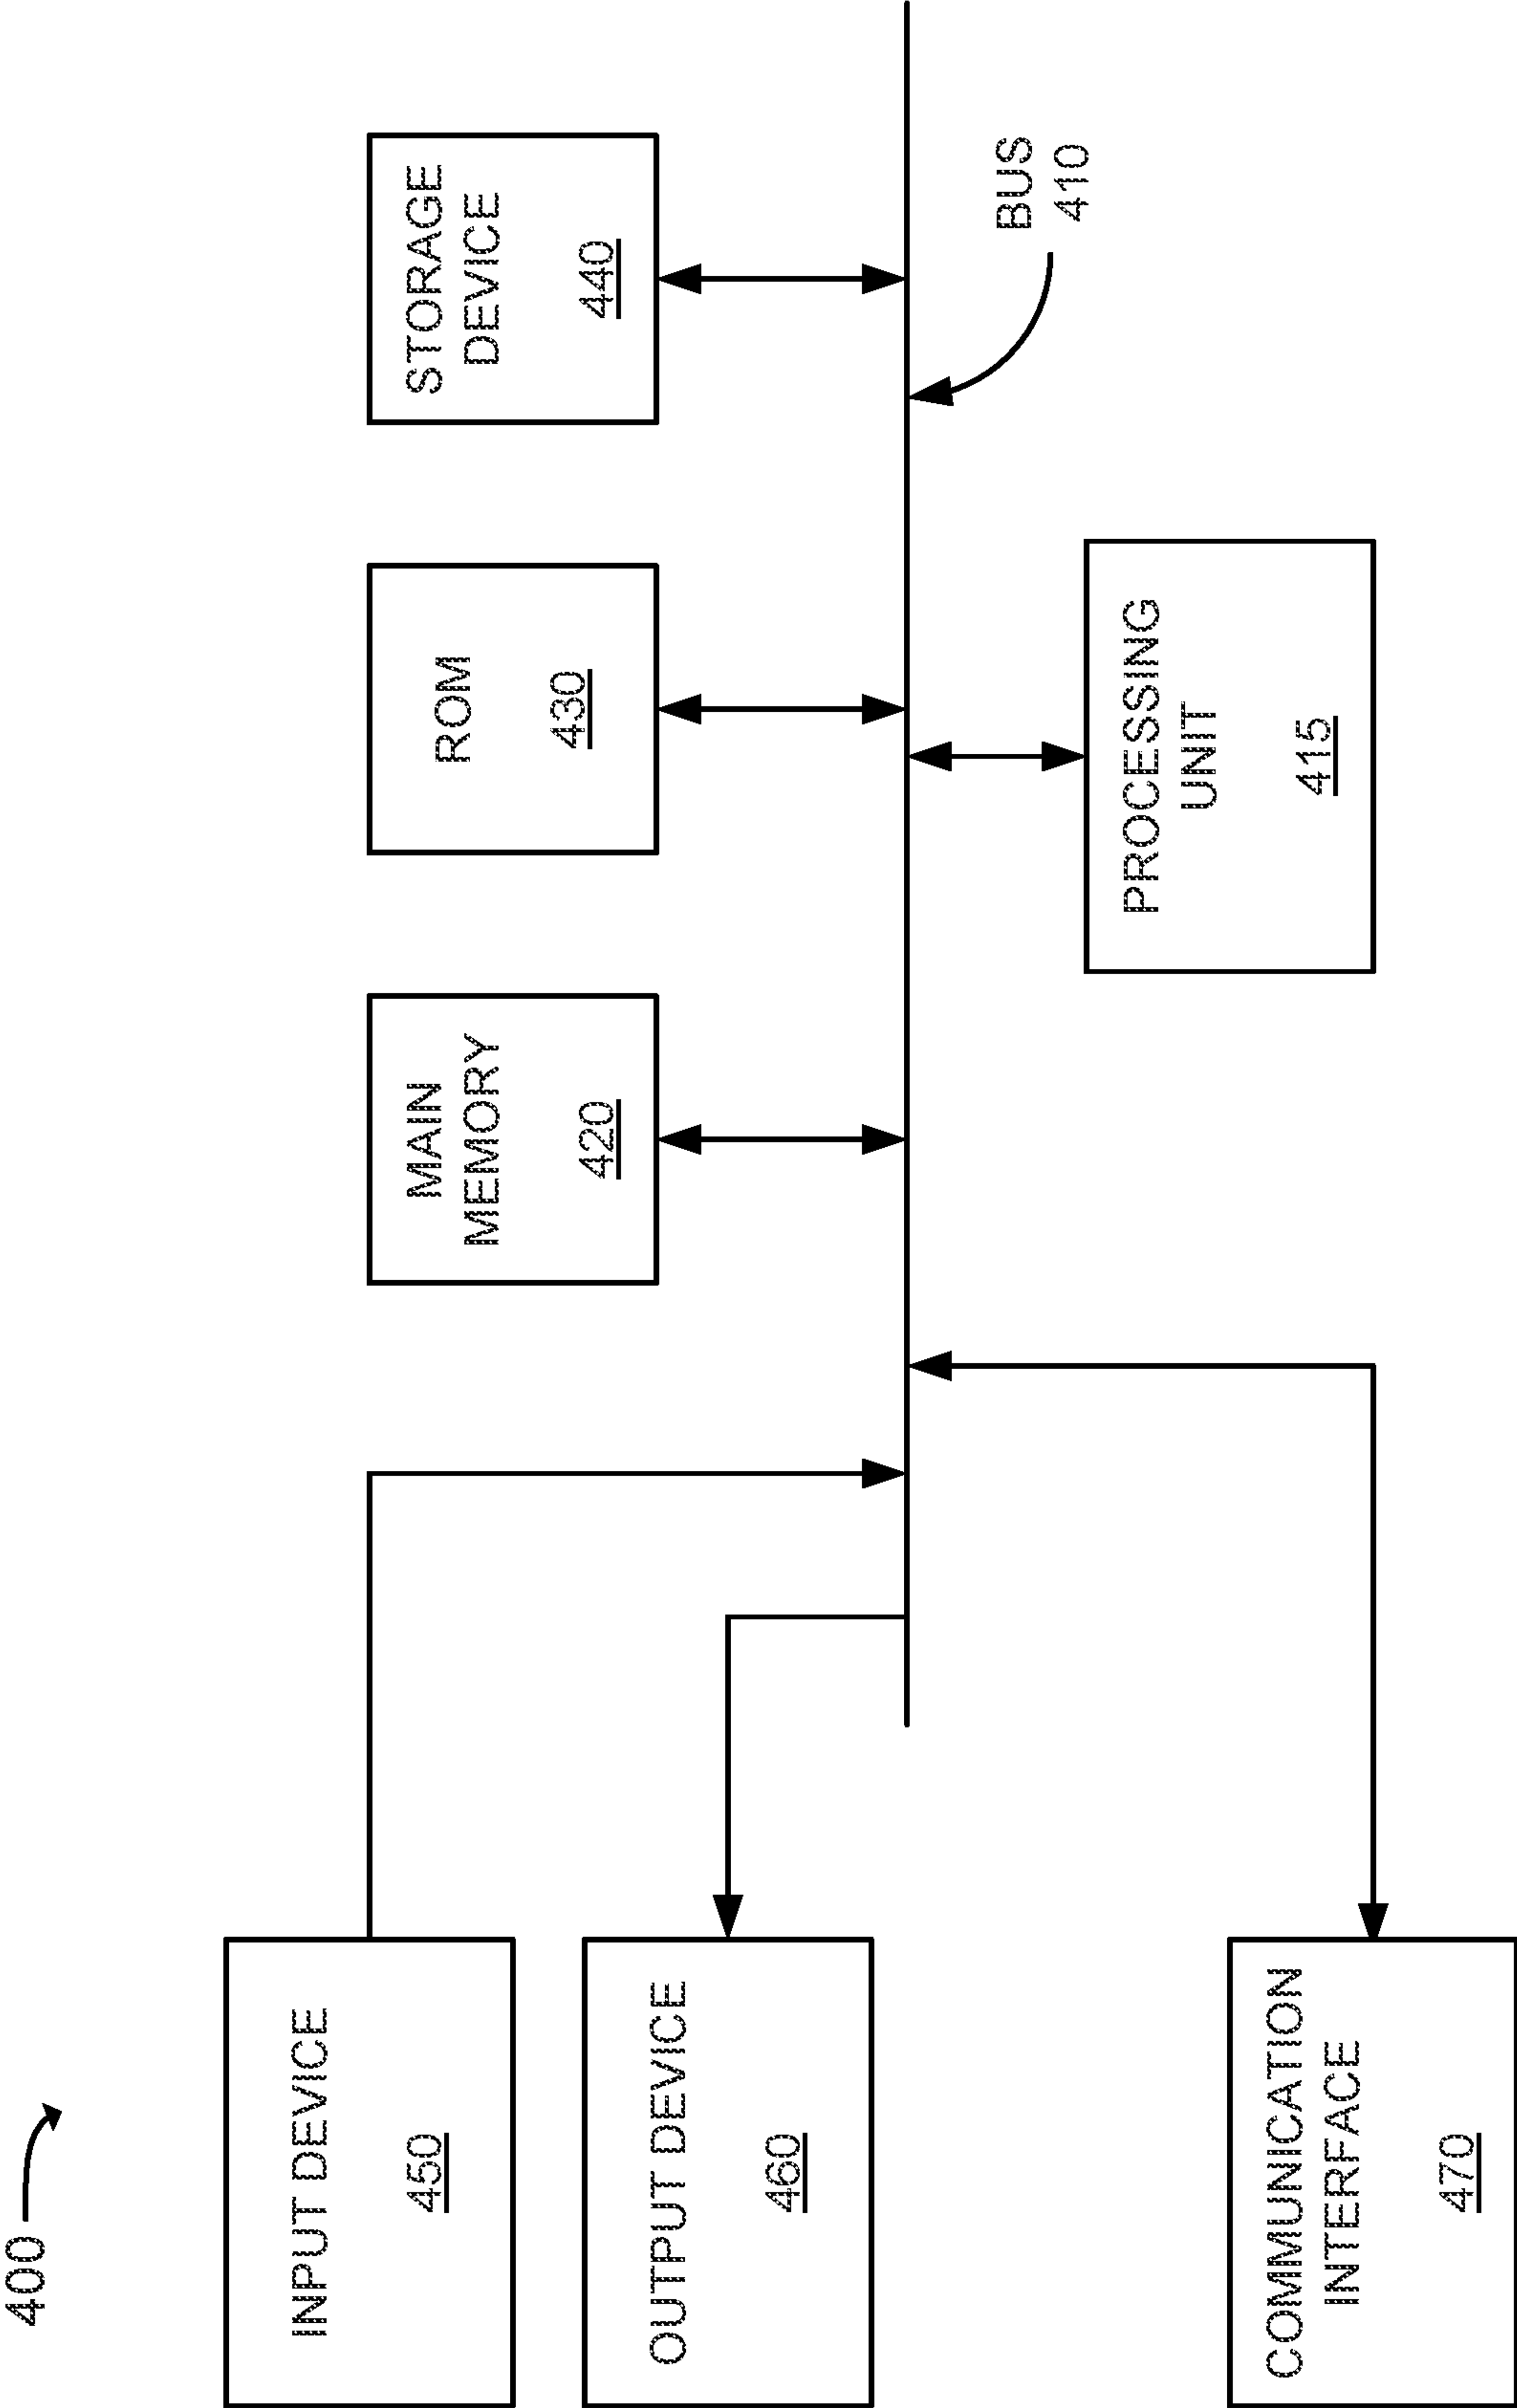 400
MAIN
MEMORY
420
ROM
430
STORAGE
DEVICE
440
INPUT DEVICE
450
OUTPUT DEVICE
460
BUS
410
PROCESSING
UNIT
415
COMMUNICATION
INTERFACE
470